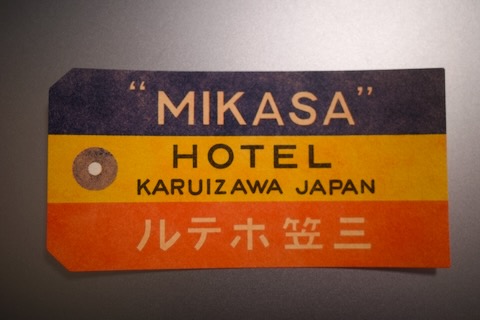 "MIKASA"
HOTEL
KARUIZAWA JAPAN
ルテホ笠三